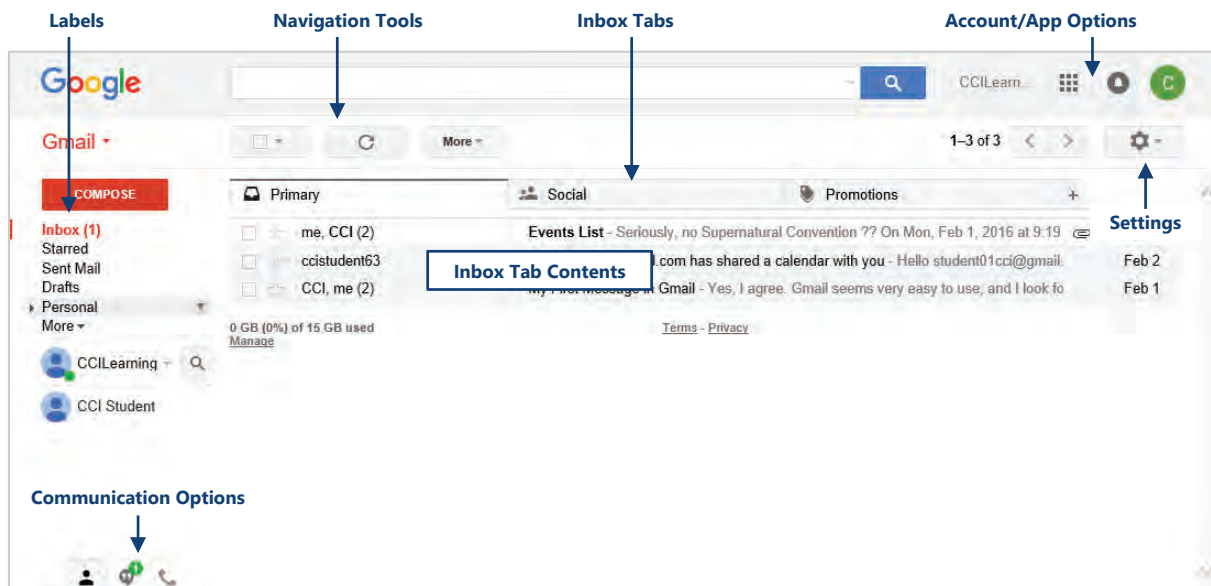 Labels Navigation Tools Inbox Tabs Account/App Options
Google CCILearn... C
Gmail More 1–3 of 3
COMPOSE Primary Social Promotions +
Settings
Inbox (1) me, CCI (2) Events List - Seriously, no Supernatural Convention ?? On Mon, Feb 1, 2016 at 9:19
Starred
Sent Mail ccistudent63 l.com has shared a calendar with you - Hello student01cci@gmail. Feb 2
Inbox Tab Contents
Drafts CCI, me (2) My First Message in Gmail - Yes, I agree. Gmail seems very easy to use, and I look fo Feb 1
Personal
More 0 GB (0%) of 15 GB used Terms - Privacy
Manage
CCILearning
CCI Student
Communication Options
1